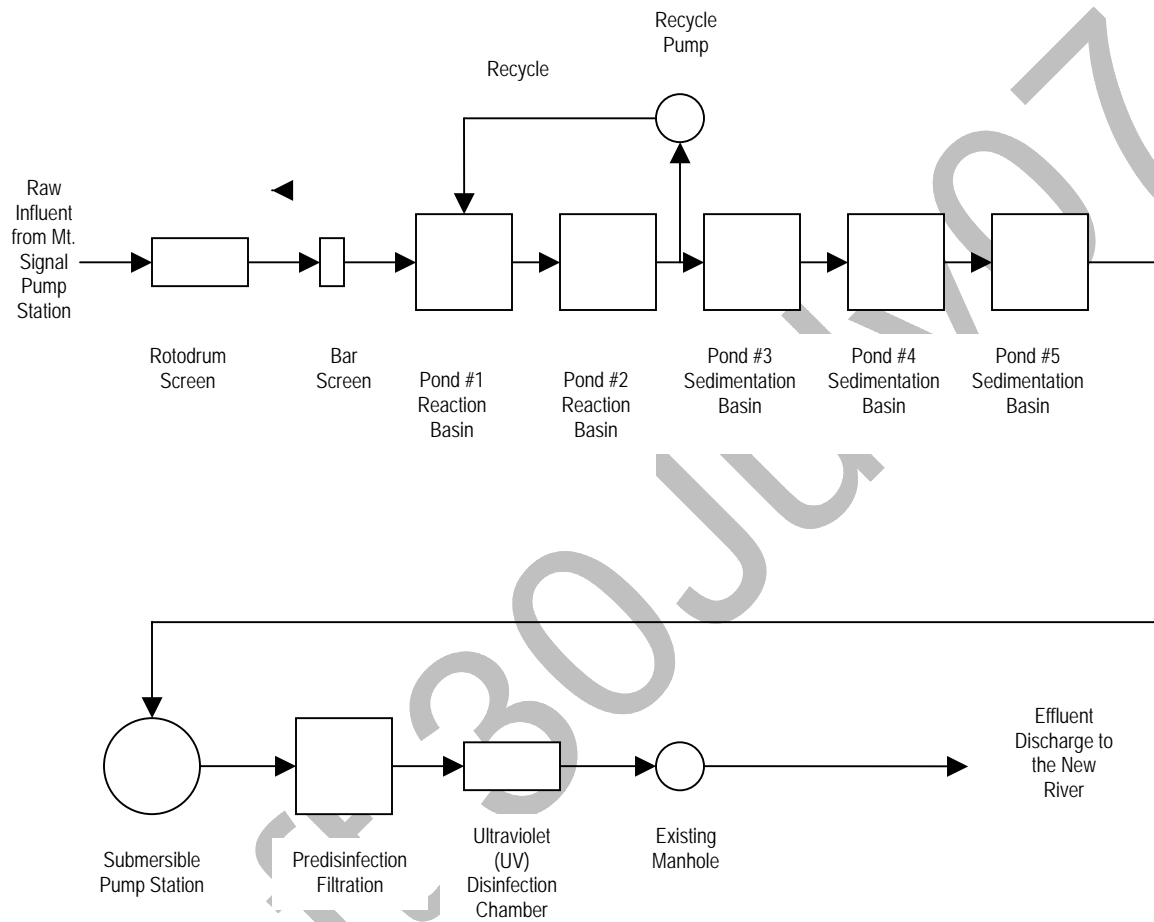 Recycle
Pump
Recycle
Raw
Influent
from Mt.
Signal
Pump
Station
Rotodrum
Screen
Bar
Screen
Pond #1
Reaction
Basin
Pond #2
Reaction
Basin
Pond #3
Sedimentation
Basin
Pond #4
Sedimentation
Basin
Pond #5
Sedimentation
Basin
Submersible
Pump Station
Predisinfection
Filtration
Ultraviolet
(UV)
Disinfection
Chamber
Existing
Manhole
Effluent
Discharge to
the New
River